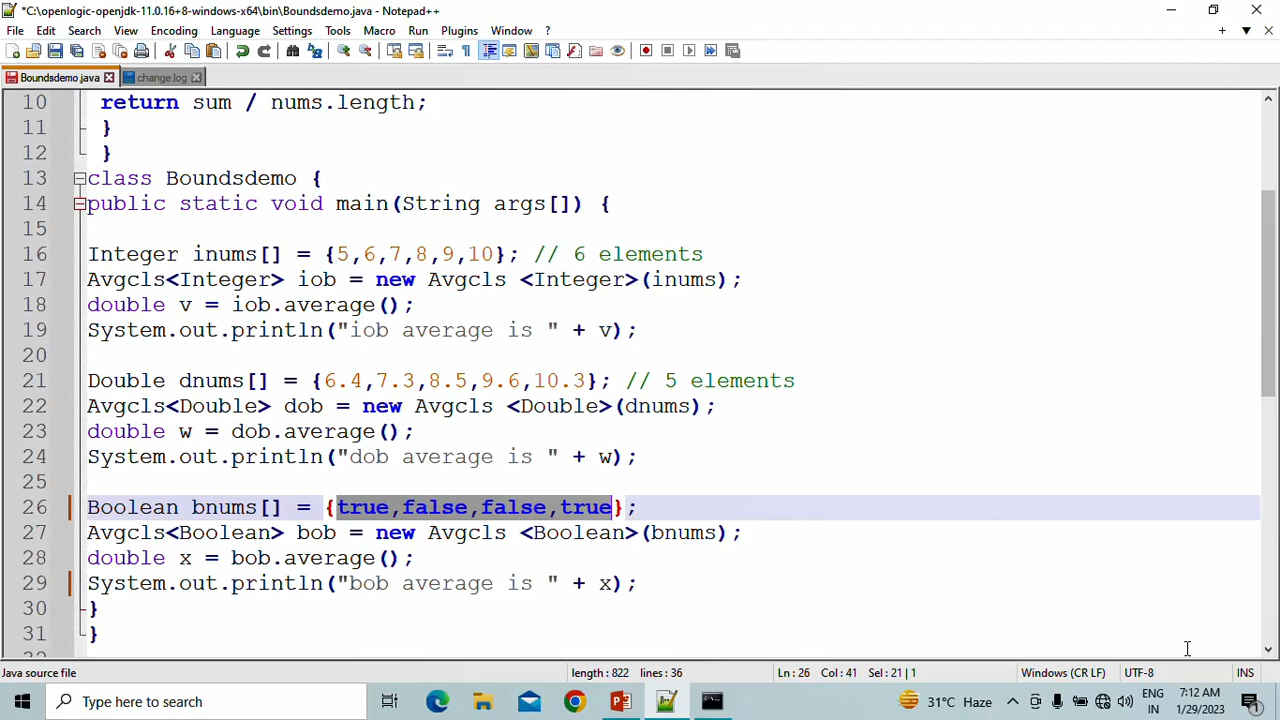 *C:\openlogic-openjdk-11.0.16+8-windows-x64\bin\Boundsdemo.java - Notepad++
File Edit Search View Encoding Language Settings Tools Macro Run Plugins Window ?
Boundsdemo.java change.log
10 return sum / nums.length;
11 }
12 }
13 class Boundsdemo {
14 public static void main(String args[]) {
15
16 Integer inums[] = {5,6,7,8,9,10}; // 6 elements
17 Avgcls<Integer> iob = new Avgcls <Integer>(inums);
18 double v = iob.average();
19 System.out.println("iob average is " + v);
20
21 Double dnums[] = {6.4,7.3,8.5,9.6,10.3}; // 5 elements
22 Avgcls<Double> dob = new Avgcls <Double>(dnums);
23 double w = dob.average();
24 System.out.println("dob average is " + w);
25
26 Boolean bnums[] = {true,false,false,true};
27 Avgcls<Boolean> bob = new Avgcls <Boolean>(bnums);
28 double x = bob.average();
29 System.out.println("bob average is " + x);
30 }
31 }
Java source file length : 822 lines : 36 Ln : 26 Col : 41 Sel : 21 | 1 Windows (CR LF) UTF-8 INS
Type here to search 31°C Haze ENG IN 7:12 AM 1/29/2023